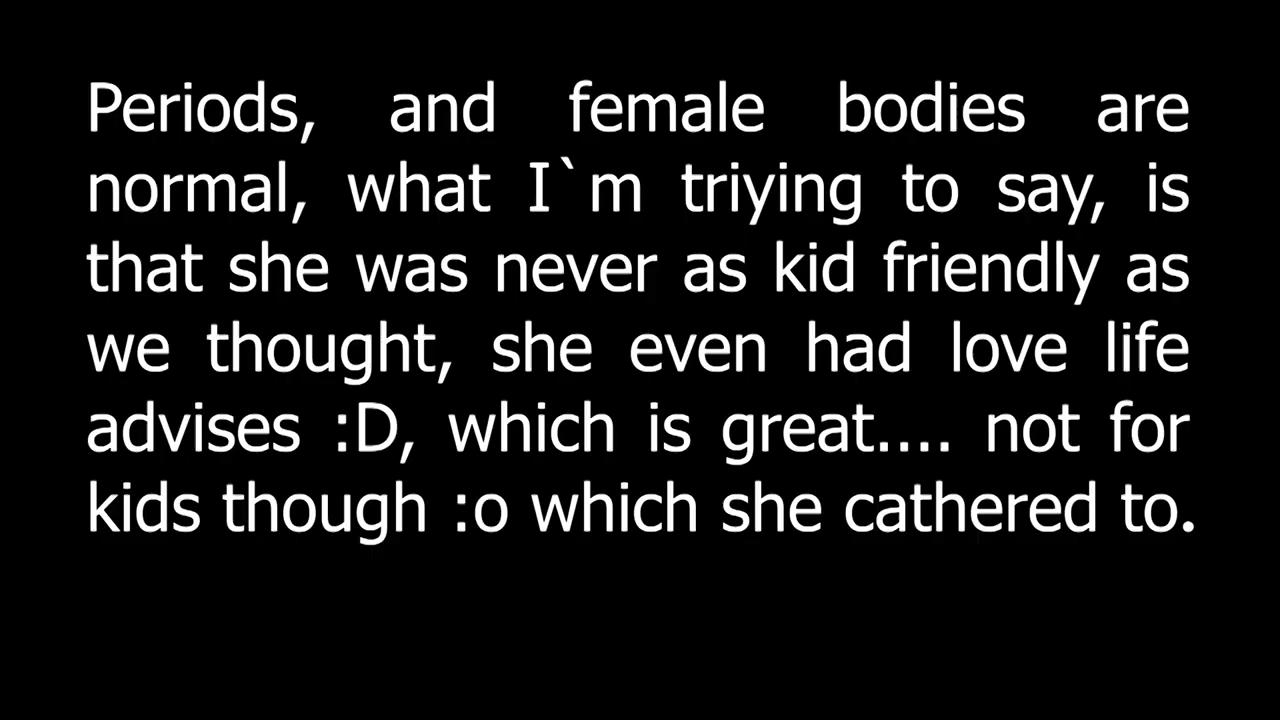 Periods, and female bodies are
normal, what I`m triying to say, is
that she was never as kid friendly as
we thought, she even had love life
advises :D, which is great.... not for
kids though :o which she cathered to.